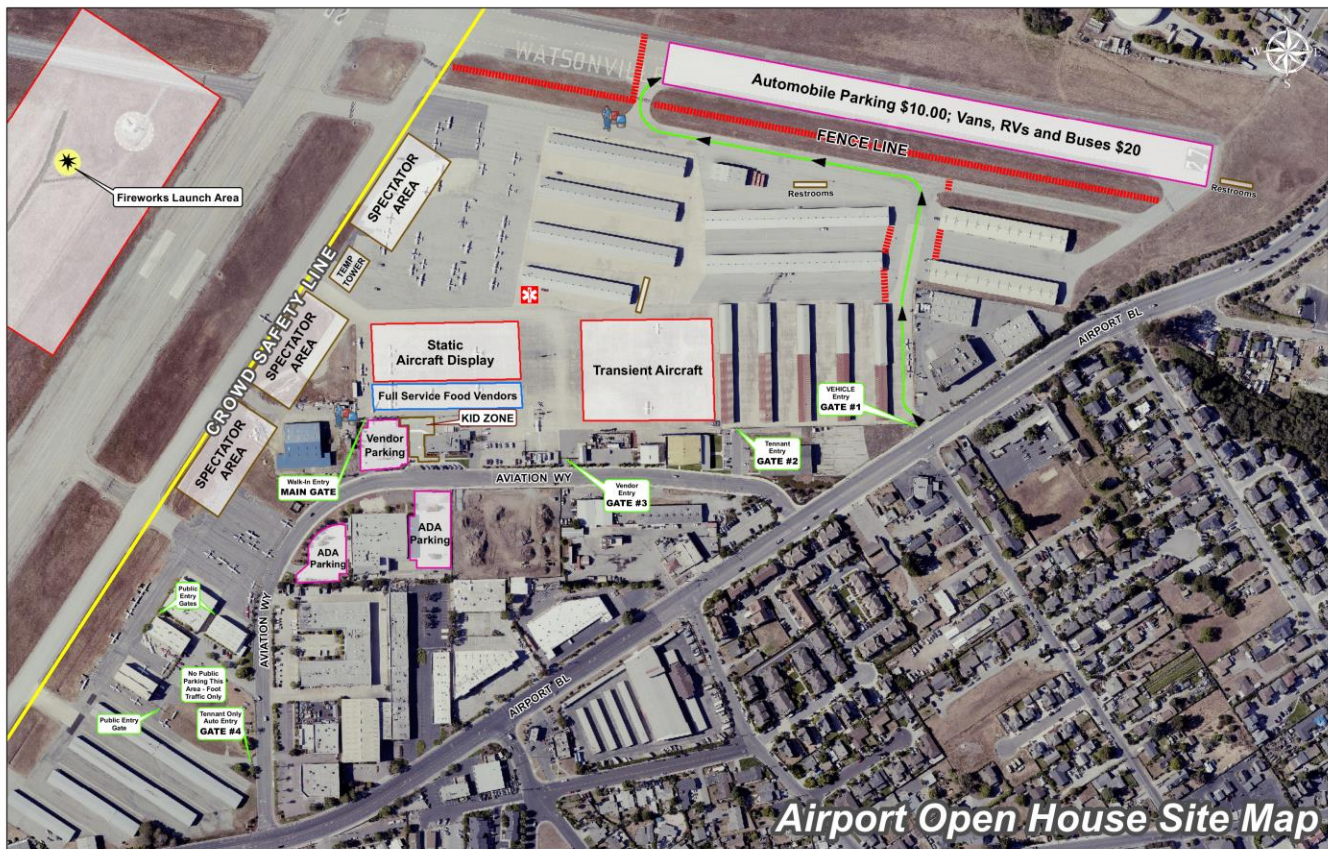 WATSONVIL
N
W
E
S
Automobile Parking $10.00; Vans, RVs and Buses $20
27
FENCE LINE
Restrooms
Restrooms
Fireworks Launch Area
SPECTATOR
AREA
TEMP
TOWER
CROWD SAFETY LINE
SPECTATOR
AREA
SPECTATOR
AREA
Static
Aircraft Display
Full Service Food Vendors
KID ZONE
Transient Aircraft
AIRPORT BL
VEHICLE
Entry
GATE #1
Vendor
Parking
Tennant
Entry
GATE #2
Walk-In Entry
MAIN GATE
AVIATION WY
Vendor
Entry
GATE #3
ADA
Parking
ADA
Parking
Public
Entry
Gates
AVIATION WY
No Public
Parking This
Area - Foot
Traffic Only
Public Entry
Gate
Tennant Only
Auto Entry
GATE #4
AIRPORT BL
Airport Open House Site Map